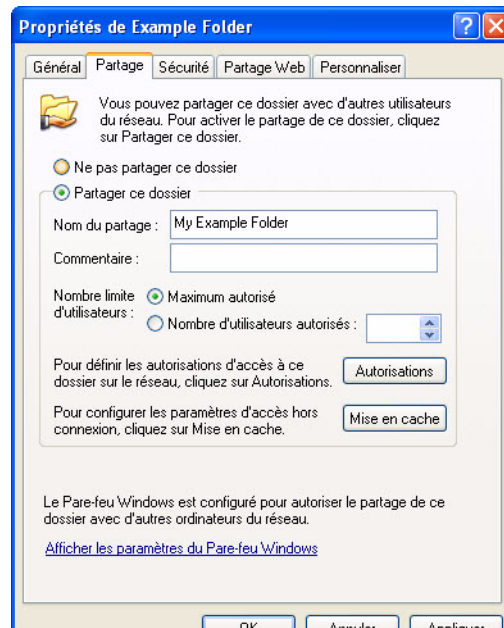 Propriétés de Example Folder
Général Partage Sécurité Partage Web Personnaliser
Vous pouvez partager ce dossier avec d'autres utilisateurs
du réseau. Pour activer le partage de ce dossier, cliquez
sur Partager ce dossier.
Ne pas partager ce dossier
Partager ce dossier
Nom du partage : My Example Folder
Commentaire :
Nombre limite
d'utilisateurs :
Maximum autorisé
Nombre d'utilisateurs autorisés :
Pour définir les autorisations d'accès à ce
dossier sur le réseau, cliquez sur Autorisations.
Autorisations
Pour configurer les paramètres d'accès hors
connexion, cliquez sur Mise en cache.
Mise en cache
Le Pare-feu Windows est configuré pour autoriser le partage de ce
dossier avec d'autres ordinateurs du réseau.
Afficher les paramètres du Pare-feu Windows
OK Annuler Appliquer